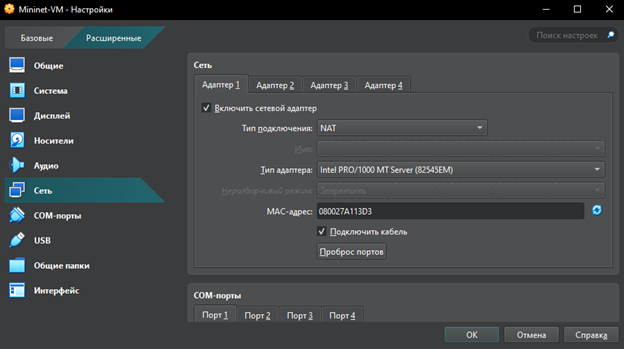 Mininet-VM - Настройки
Базовые Расширенные Поиск настроек
Общие
Система
Дисплей
Носители
Аудио
Сеть
COM-порты
USB
Общие папки
Интерфейс
Сеть
Адаптер 1 Адаптер 2 Адаптер 3 Адаптер 4
Включить сетевой адаптер
Тип подключения: NAT
Имя:
Тип адаптера: Intel PRO/1000 MT Server (82545EM)
Неразборчивый режим: Запретить
MAC-адрес: 080027A113D3
Подключить кабель
Проброс портов
COM-порты
Порт 1 Порт 2 Порт 3 Порт 4
OK Отмена Справка